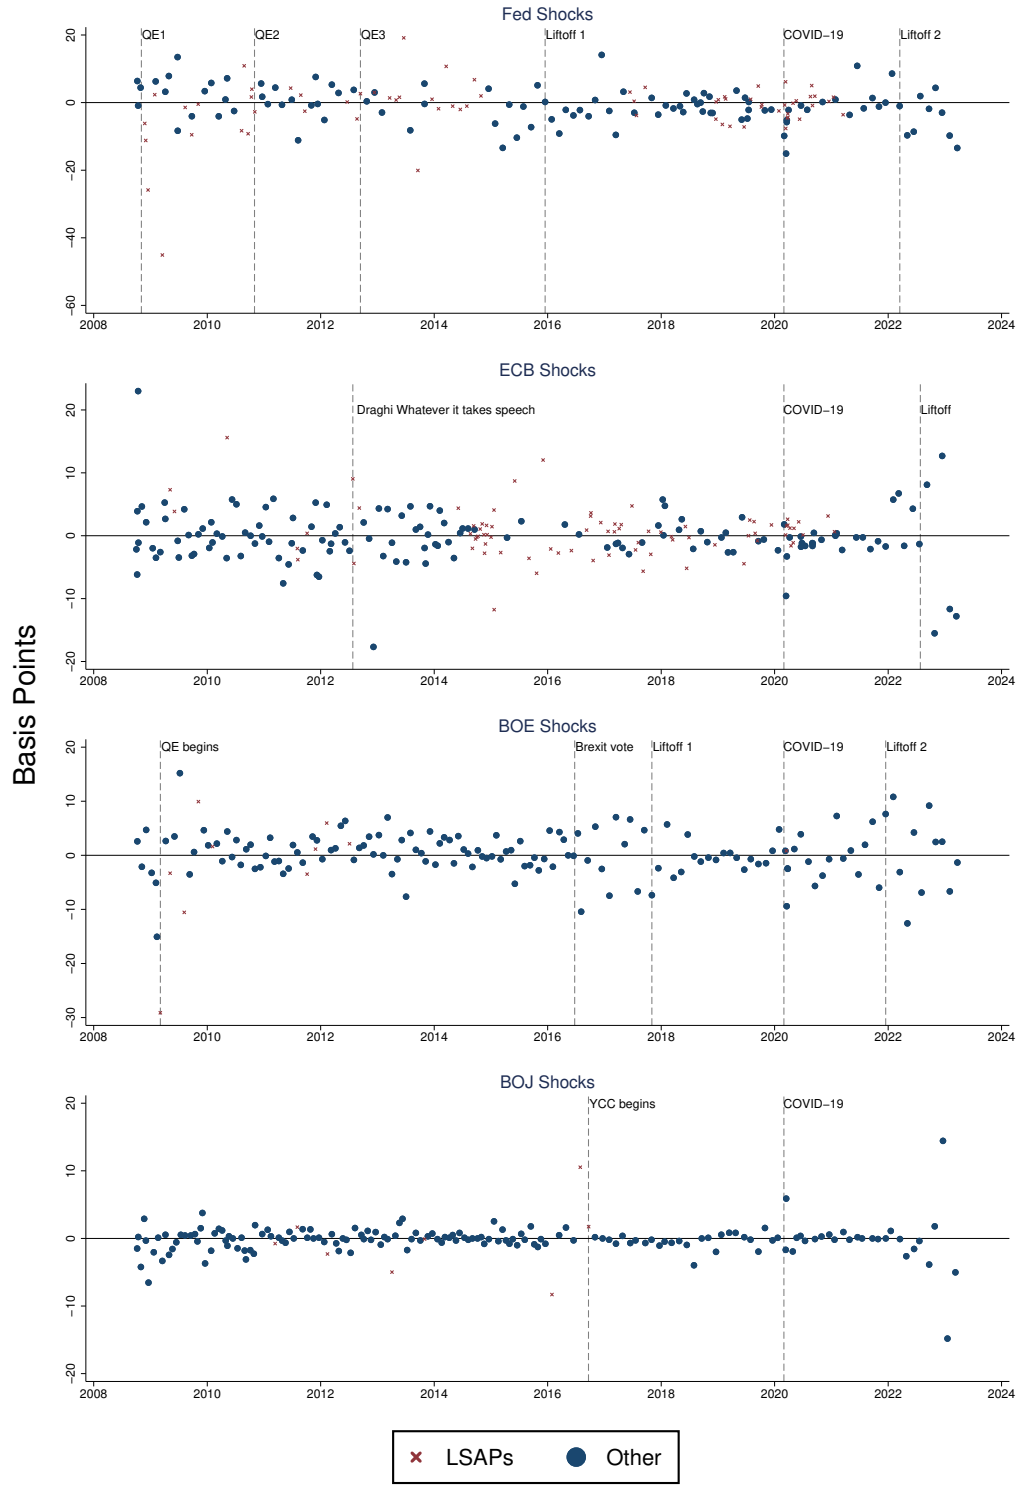 Fed Shocks
QE1
QE2
QE3
Liftoff 1
COVID−19
Liftoff 2
20
0
−20
−40
−60
2008
2010
2012
2014
2016
2018
2020
2022
2024
ECB Shocks
Draghi Whatever it takes speech
COVID−19
Liftoff
20
10
0
−10
−20
2008
2010
2012
2014
2016
2018
2020
2022
2024
Basis Points
BOE Shocks
QE begins
Brexit vote
Liftoff 1
COVID−19
Liftoff 2
20
10
0
−10
−20
−30
2008
2010
2012
2014
2016
2018
2020
2022
2024
BOJ Shocks
YCC begins
COVID−19
20
10
0
−10
−20
2008
2010
2012
2014
2016
2018
2020
2022
2024
LSAPs
Other